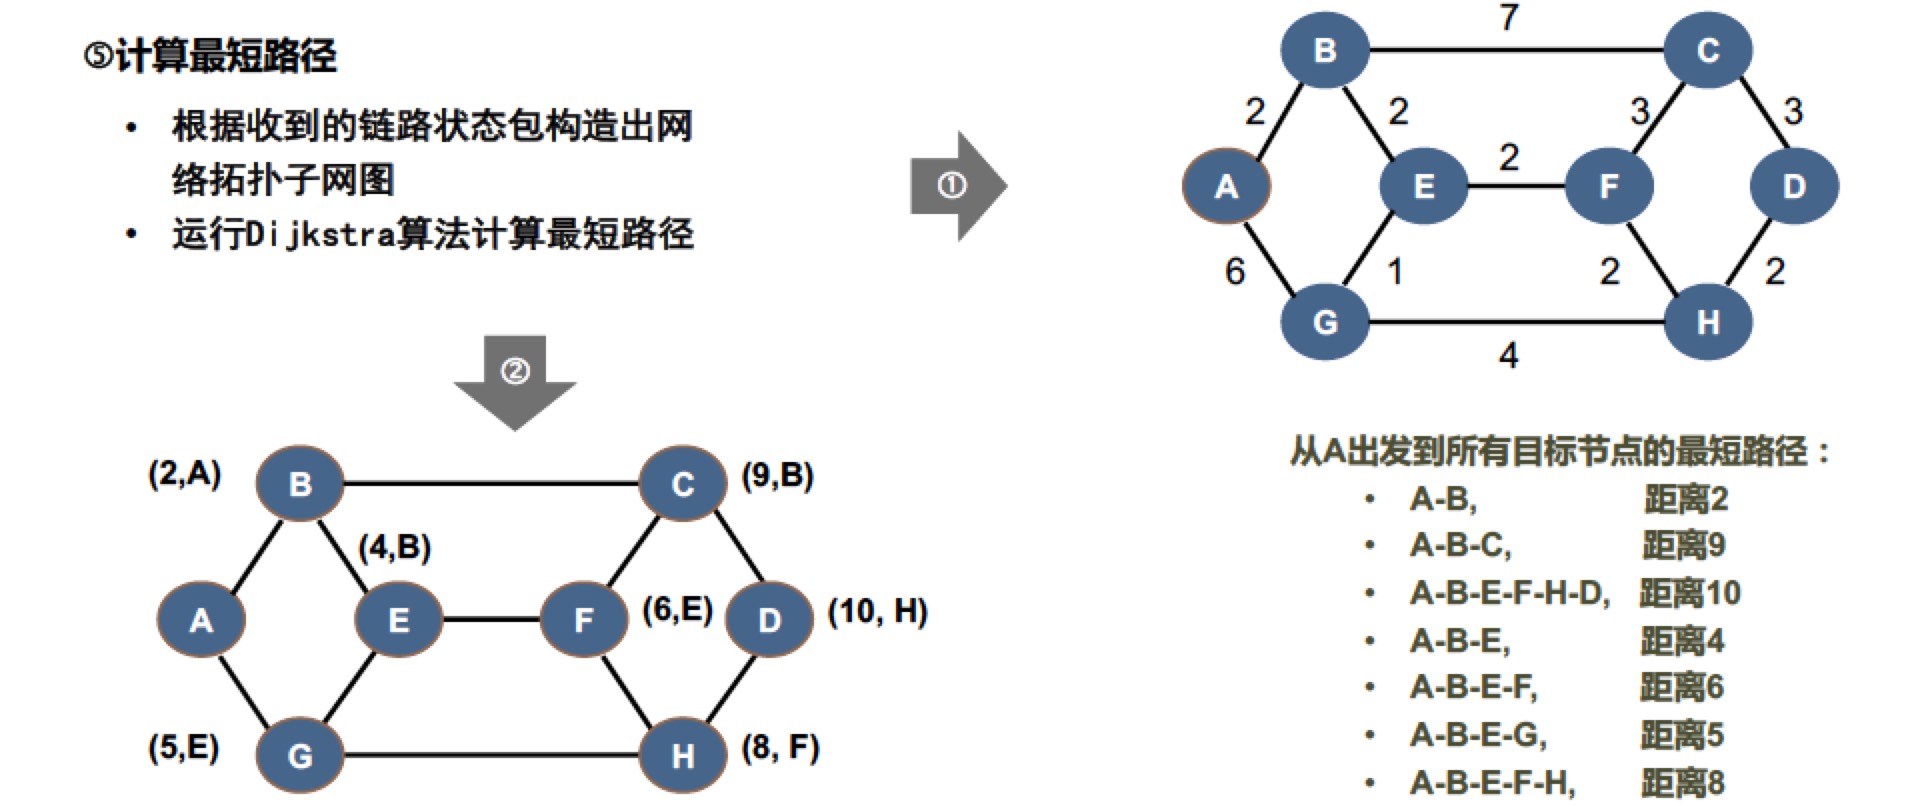 ⑤计算最短路径
• 根据收到的链路状态包构造出网
络拓扑子网图
• 运行Dijkstra算法计算最短路径
①
B
7
C
2
2
3
3
A
E
2
F
D
6
1
2
2
G
H
4
②
(2,A)
B
C
(9,B)
(4,B)
A
E
F
(6,E)
D
(10, H)
(5,E)
G
H
(8, F)
从A出发到所有目标节点的最短路径：
• A-B, 距离2
• A-B-C, 距离9
• A-B-E-F-H-D, 距离10
• A-B-E, 距离4
• A-B-E-F, 距离6
• A-B-E-G, 距离5
• A-B-E-F-H, 距离8